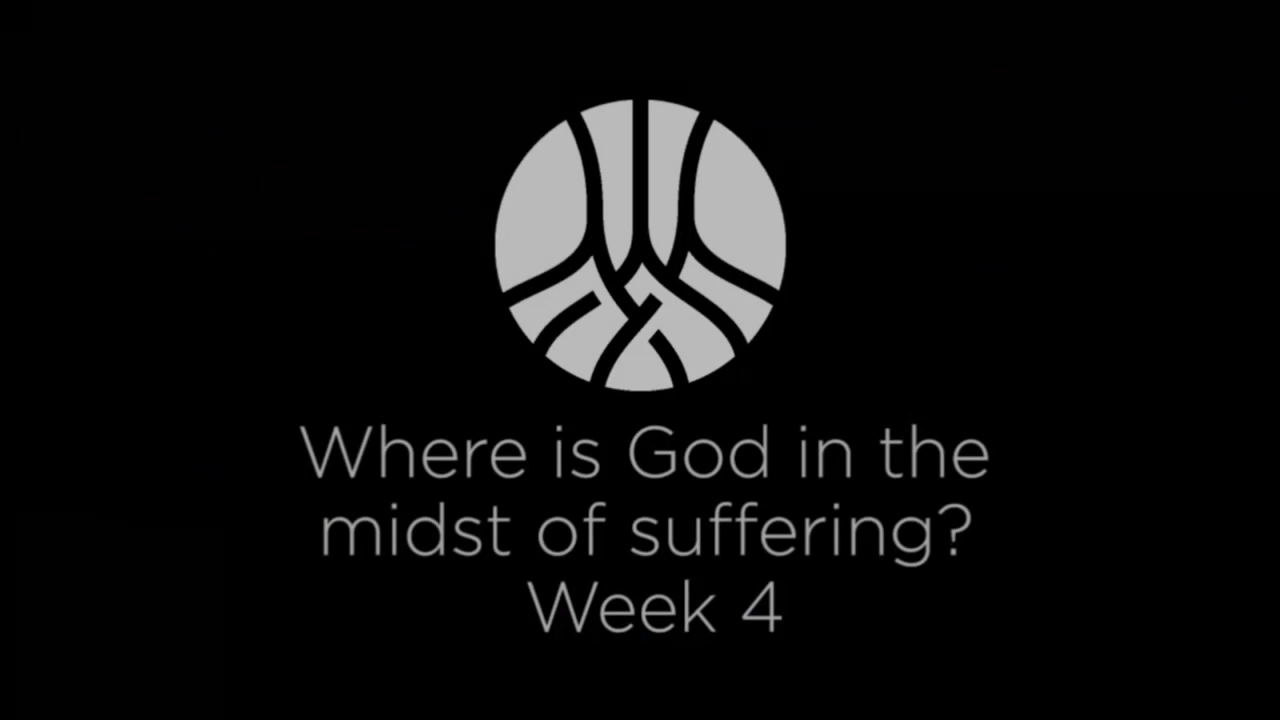 Where is God in the
midst of suffering?
Week 4